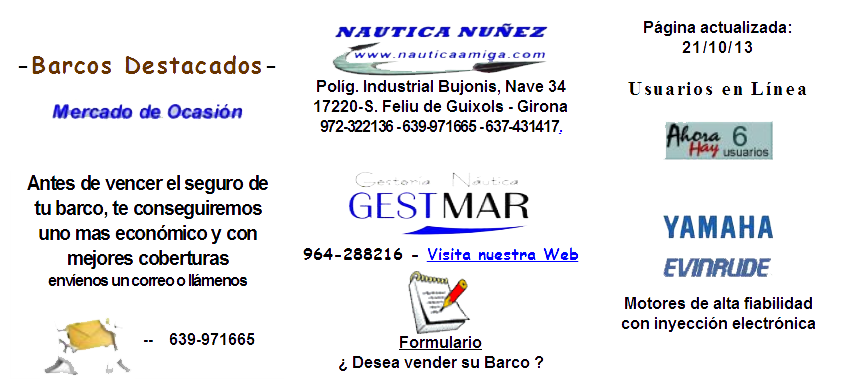 -Barcos Destacados-
Mercado de Ocasión
Antes de vencer el seguro de
tu barco, te conseguiremos
uno mas económico y con
mejores coberturas
envíenos un correo o llámenos
-- 639-971665
NAUTICA NUÑEZ
www.nauticaamiga.com
Polig. Industrial Bujonis, Nave 34
17220-S. Feliu de Guixols - Girona
972-322136 - 639-971665 - 637-431417.
Gestoria Náutica
GESTMAR
964-288216 - Visita nuestra Web
Formulario
¿ Desea vender su Barco ?
Página actualizada:
21/10/13
Usuarios en Línea
Ahora Hay 6 usuarios
YAMAHA
EVINRUDE
Motores de alta fiabilidad
con inyección electrónica